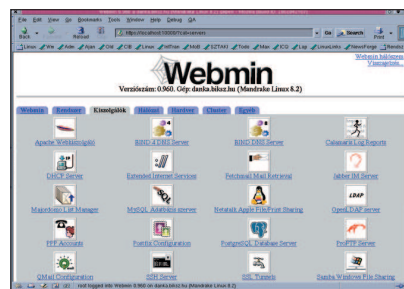 File Edit View Go Bookmarks Tools Window Help Debug QA
Back Reload Go Search Print
https://localhost:10000/?cat=servers
Webmin
Verziószám: 0.960. Gép: danka.biksz.hu (Mandrake Linux 8.2)
Webmin Rendszer Kiszolgálók Hálózat Hardver Cluster Egyéb
Apache Webkiszolgáló BIND 4 DNS Server BIND DNS Server Calamaris Log Reports
DHCP Server Extended Internet Services Fetchmail Mail Retrieval Jabber IM Server
Majordomo List Manager MySQL Adatbázis szerver Netatalk Apple File/Print Sharing OpenLDAP server
PPP Accounts Postfix Configuration PostgreSQL Database Server ProFTP Server
QMail Configuration SSH Server SSL Tunnels Samba Windows File Sharing
root logged into Webmin 0.960 on danka.biksz.hu (Mandrake Linux 8.2)